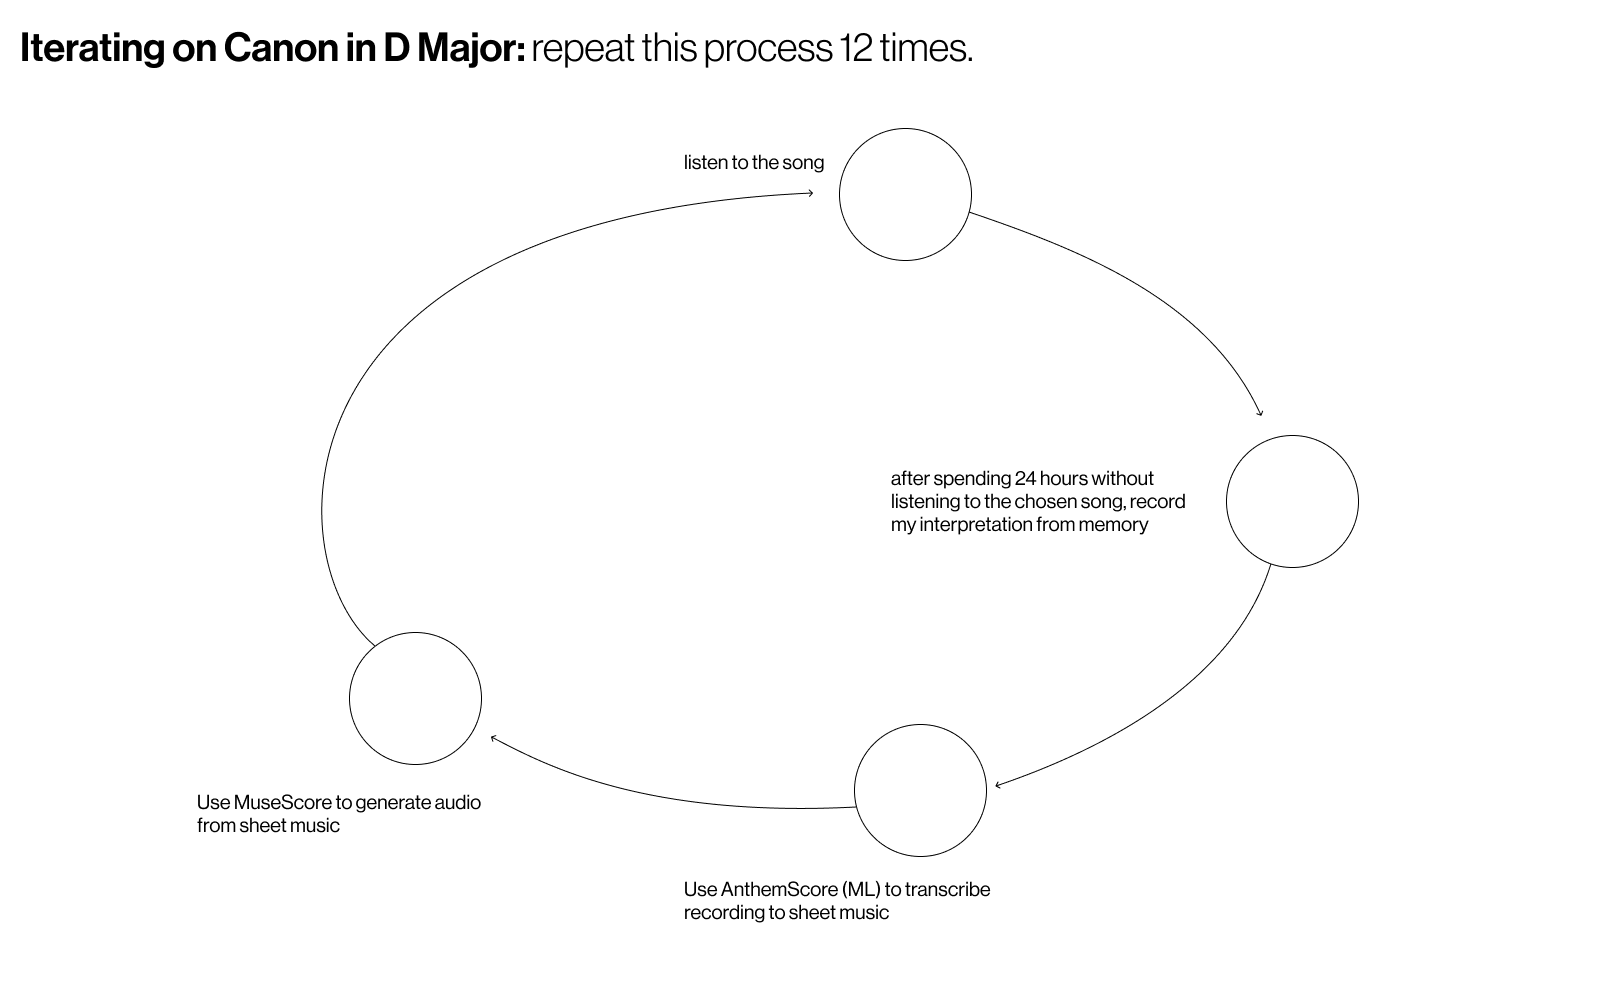 Iterating on Canon in D Major: repeat this process 12 times.
listen to the song
after spending 24 hours without
listening to the chosen song, record
my interpretation from memory
Use MuseScore to generate audio
from sheet music
Use AnthemScore (ML) to transcribe
recording to sheet music